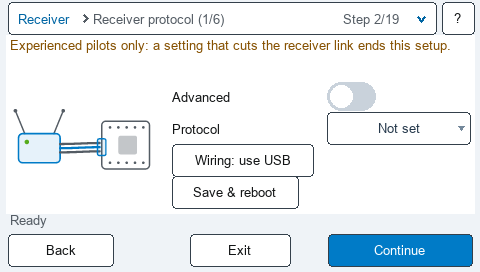 Receiver > Receiver protocol (1/6) Step 2/19 ?
Experienced pilots only: a setting that cuts the receiver link ends this setup.
Advanced
Protocol Not set
Wiring: use USB
Save & reboot
Ready
Back Exit Continue